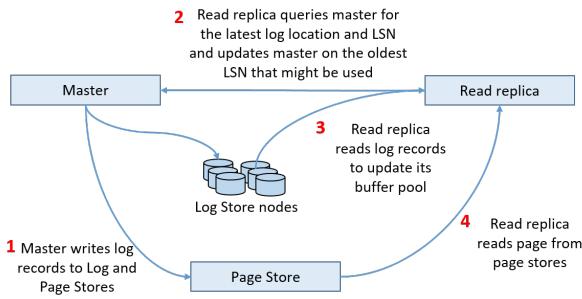 2 Read replica queries master for
the latest log location and LSN
and updates master on the oldest
LSN that might be used
Master
Read replica
3 Read replica
reads log records
to update its
buffer pool
Log Store nodes
4 Read replica
reads page from
page stores
1 Master writes log
records to Log and
Page Stores
Page Store